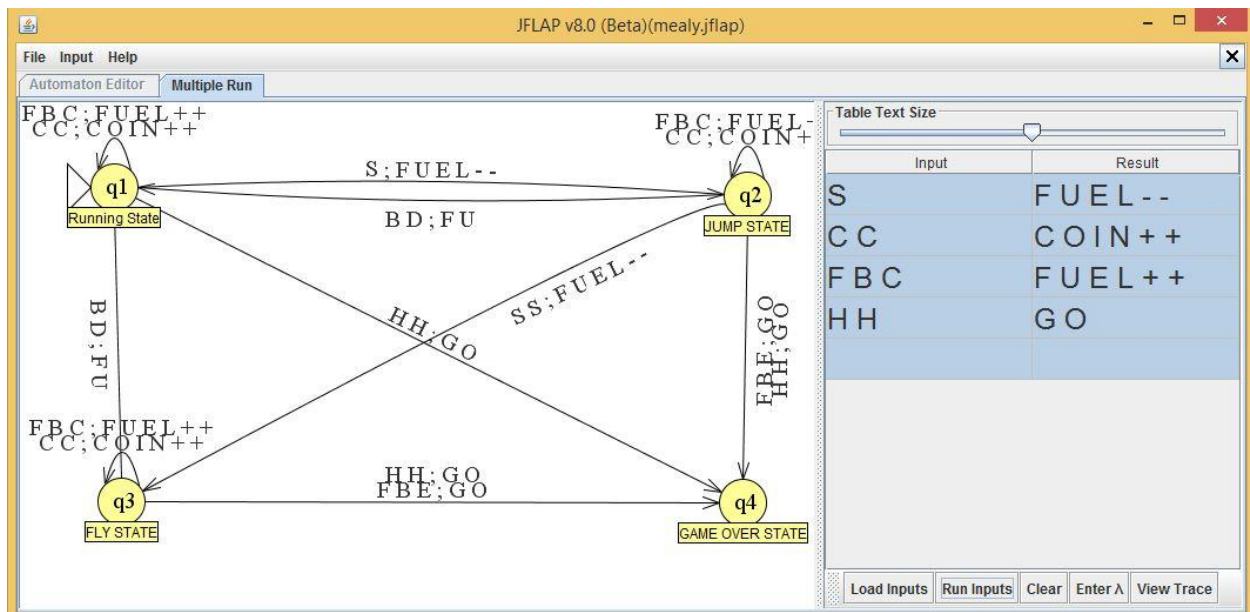 JFLAP v8.0 (Beta)(mealy.jflap)
File Input Help
Automaton Editor Multiple Run
FBC;FUEL++
CC;COIN++
q1
Running State
S;FUEL--
BD;FU
FBC;FUEL-
CC;COIN+
q2
JUMP STATE
BD;FU
HH;GO
SS;FUEL--
FBE;GO
HH;GO
FBC;FUEL++
CC;COIN++
q3
FLY STATE
HH;GO
FBE;GO
q4
GAME OVER STATE
Table Text Size
Input Result
S FUEL--
CC COIN++
FBC FUEL++
HH GO
Load Inputs Run Inputs Clear Enter λ View Trace